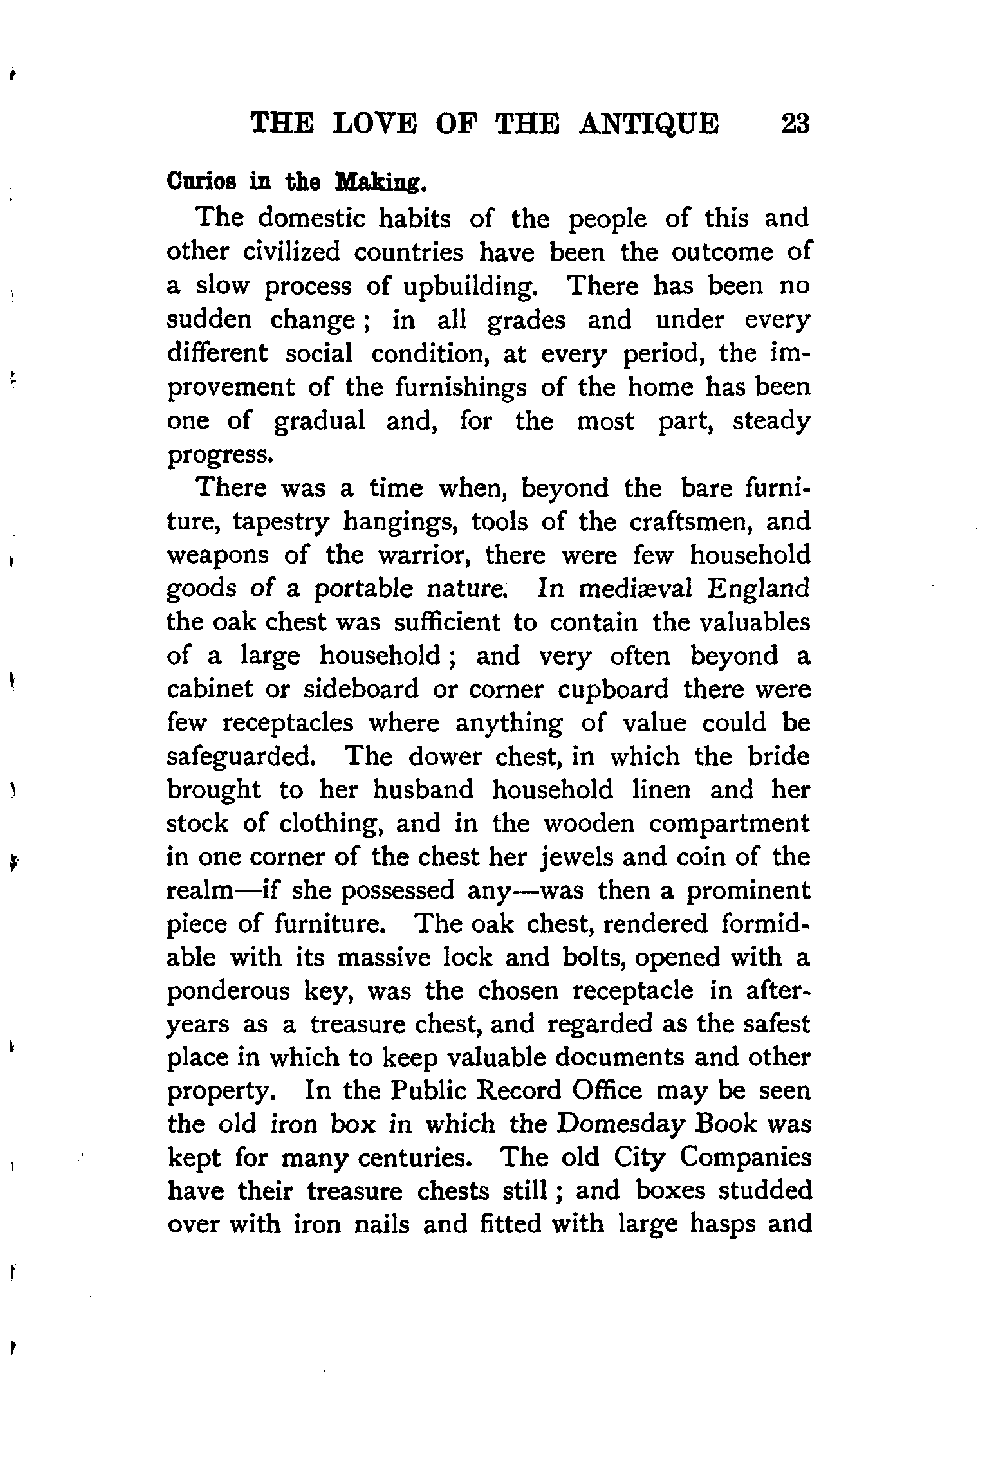 THE LOVE OF THE ANTIQUE 23
Curios in the Making.
The domestic habits of the people of this and
other civilized countries have been the outcome of
a slow process of upbuilding. There has been no
sudden change ; in all grades and under every
different social condition, at every period, the im-
provement of the furnishings of the home has been
one of gradual and, for the most part, steady
progress.
There was a time when, beyond the bare furni-
ture, tapestry hangings, tools of the craftsmen, and
weapons of the warrior, there were few household
goods of a portable nature. In mediæval England
the oak chest was sufficient to contain the valuables
of a large household ; and very often beyond a
cabinet or sideboard or corner cupboard there were
few receptacles where anything of value could be
safeguarded. The dower chest, in which the bride
brought to her husband household linen and her
stock of clothing, and in the wooden compartment
in one corner of the chest her jewels and coin of the
realm—if she possessed any—was then a prominent
piece of furniture. The oak chest, rendered formid-
able with its massive lock and bolts, opened with a
ponderous key, was the chosen receptacle in after-
years as a treasure chest, and regarded as the safest
place in which to keep valuable documents and other
property. In the Public Record Office may be seen
the old iron box in which the Domesday Book was
kept for many centuries. The old City Companies
have their treasure chests still ; and boxes studded
over with iron nails and fitted with large hasps and